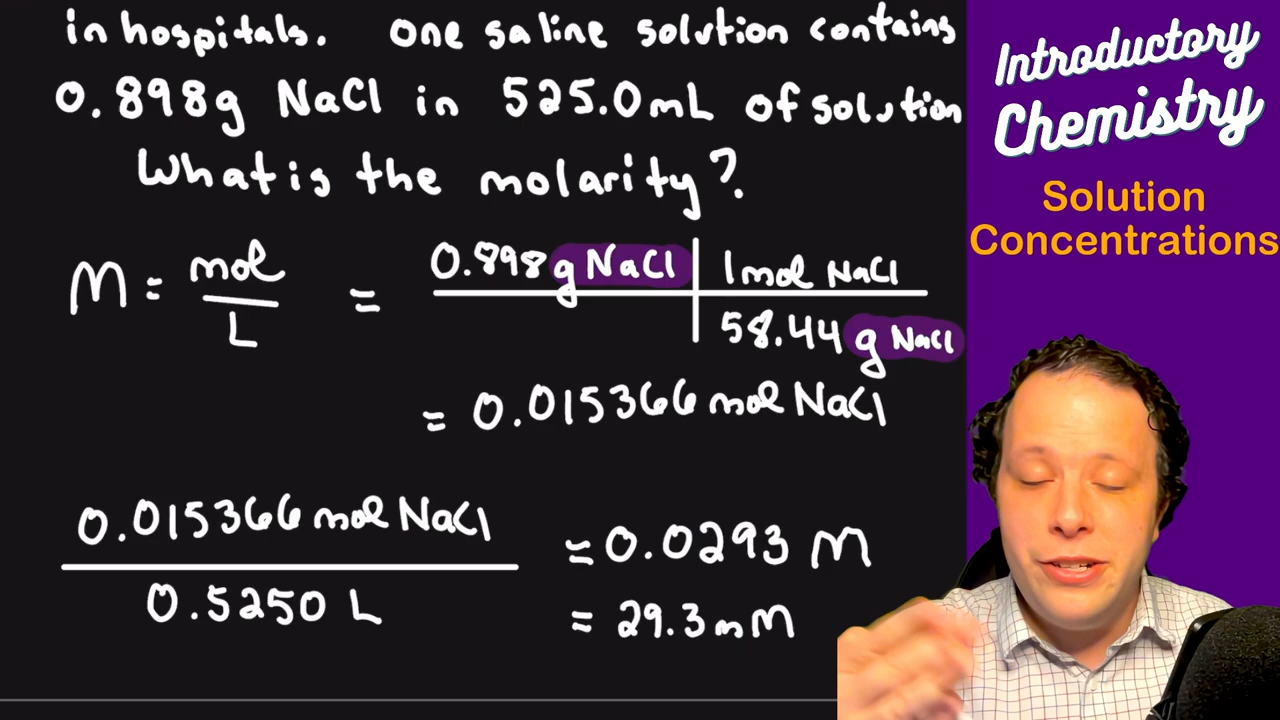 in hospitals. One saline solution contains
0.898g NaCl in 525.0mL of solution
What is the molarity?
M = mol/L = 0.898 g NaCl | 1 mol NaCl
58.44 g NaCl
= 0.015366 mol NaCl
0.015366 mol NaCl
0.5250 L
= 0.0293 M
= 29.3 mM
Introductory
Chemistry
Solution
Concentrations